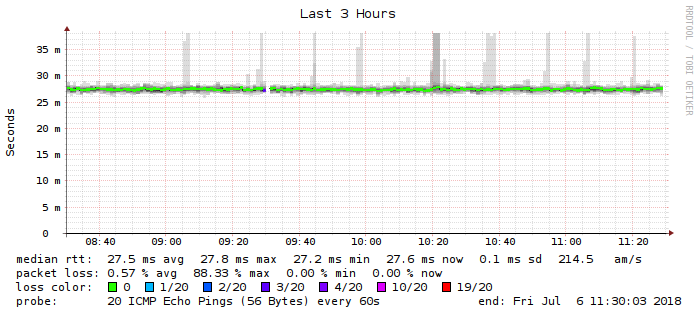 Last 3 Hours
RRDTOOL / TOBI OETIKER
Seconds
35 m
30 m
25 m
20 m
15 m
10 m
5 m
0
08:40 09:00 09:20 09:40 10:00 10:20 10:40 11:00 11:20
median rtt: 27.5 ms avg 27.8 ms max 27.2 ms min 27.6 ms now 0.1 ms sd 214.5 am/s
packet loss: 0.57 % avg 88.33 % max 0.00 % min 0.00 % now
loss color: 0 1/20 2/20 3/20 4/20 10/20 19/20
probe: 20 ICMP Echo Pings (56 Bytes) every 60s end: Fri Jul 6 11:30:03 2018